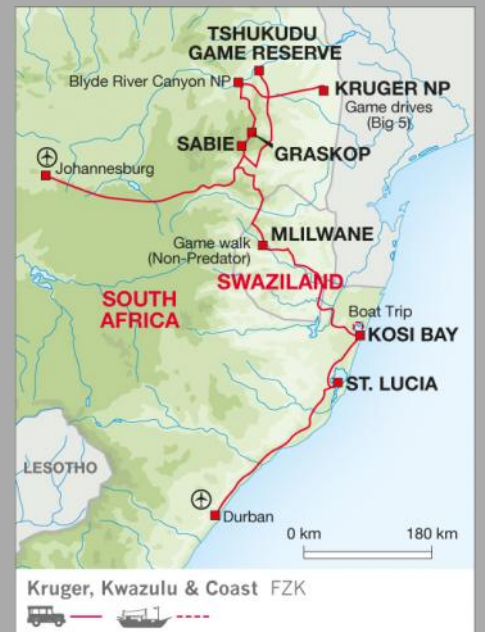 TSHUKUDU
GAME RESERVE
Blyde River Canyon NP
KRUGER NP
Game drives
(Big 5)
SABIE
GRASKOP
Johannesburg
MLILWANE
Game walk
(Non-Predator)
SWAZILAND
SOUTH
AFRICA
Boat Trip
KOSI BAY
ST. LUCIA
LESOTHO
Durban
0 km 180 km
Kruger, Kwazulu & Coast FZK